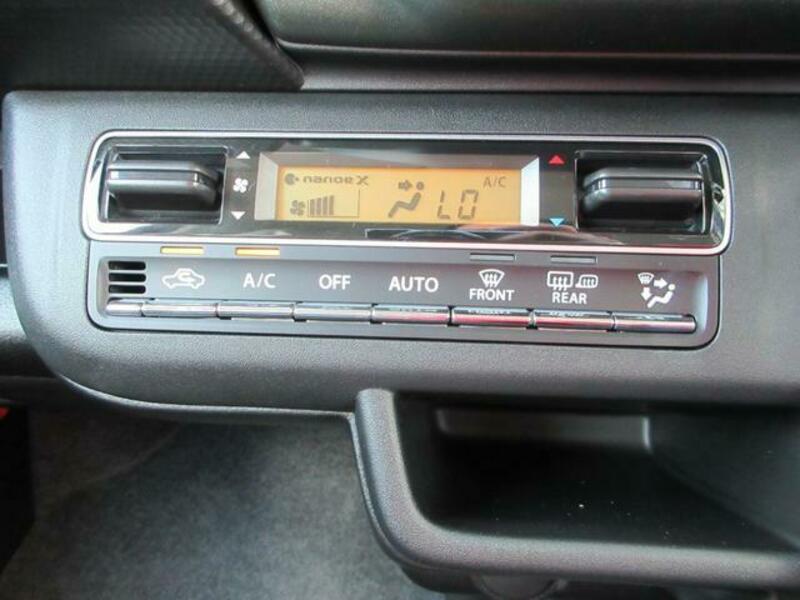 nanoe X
A/C
LO
A/C
OFF
AUTO
FRONT
REAR